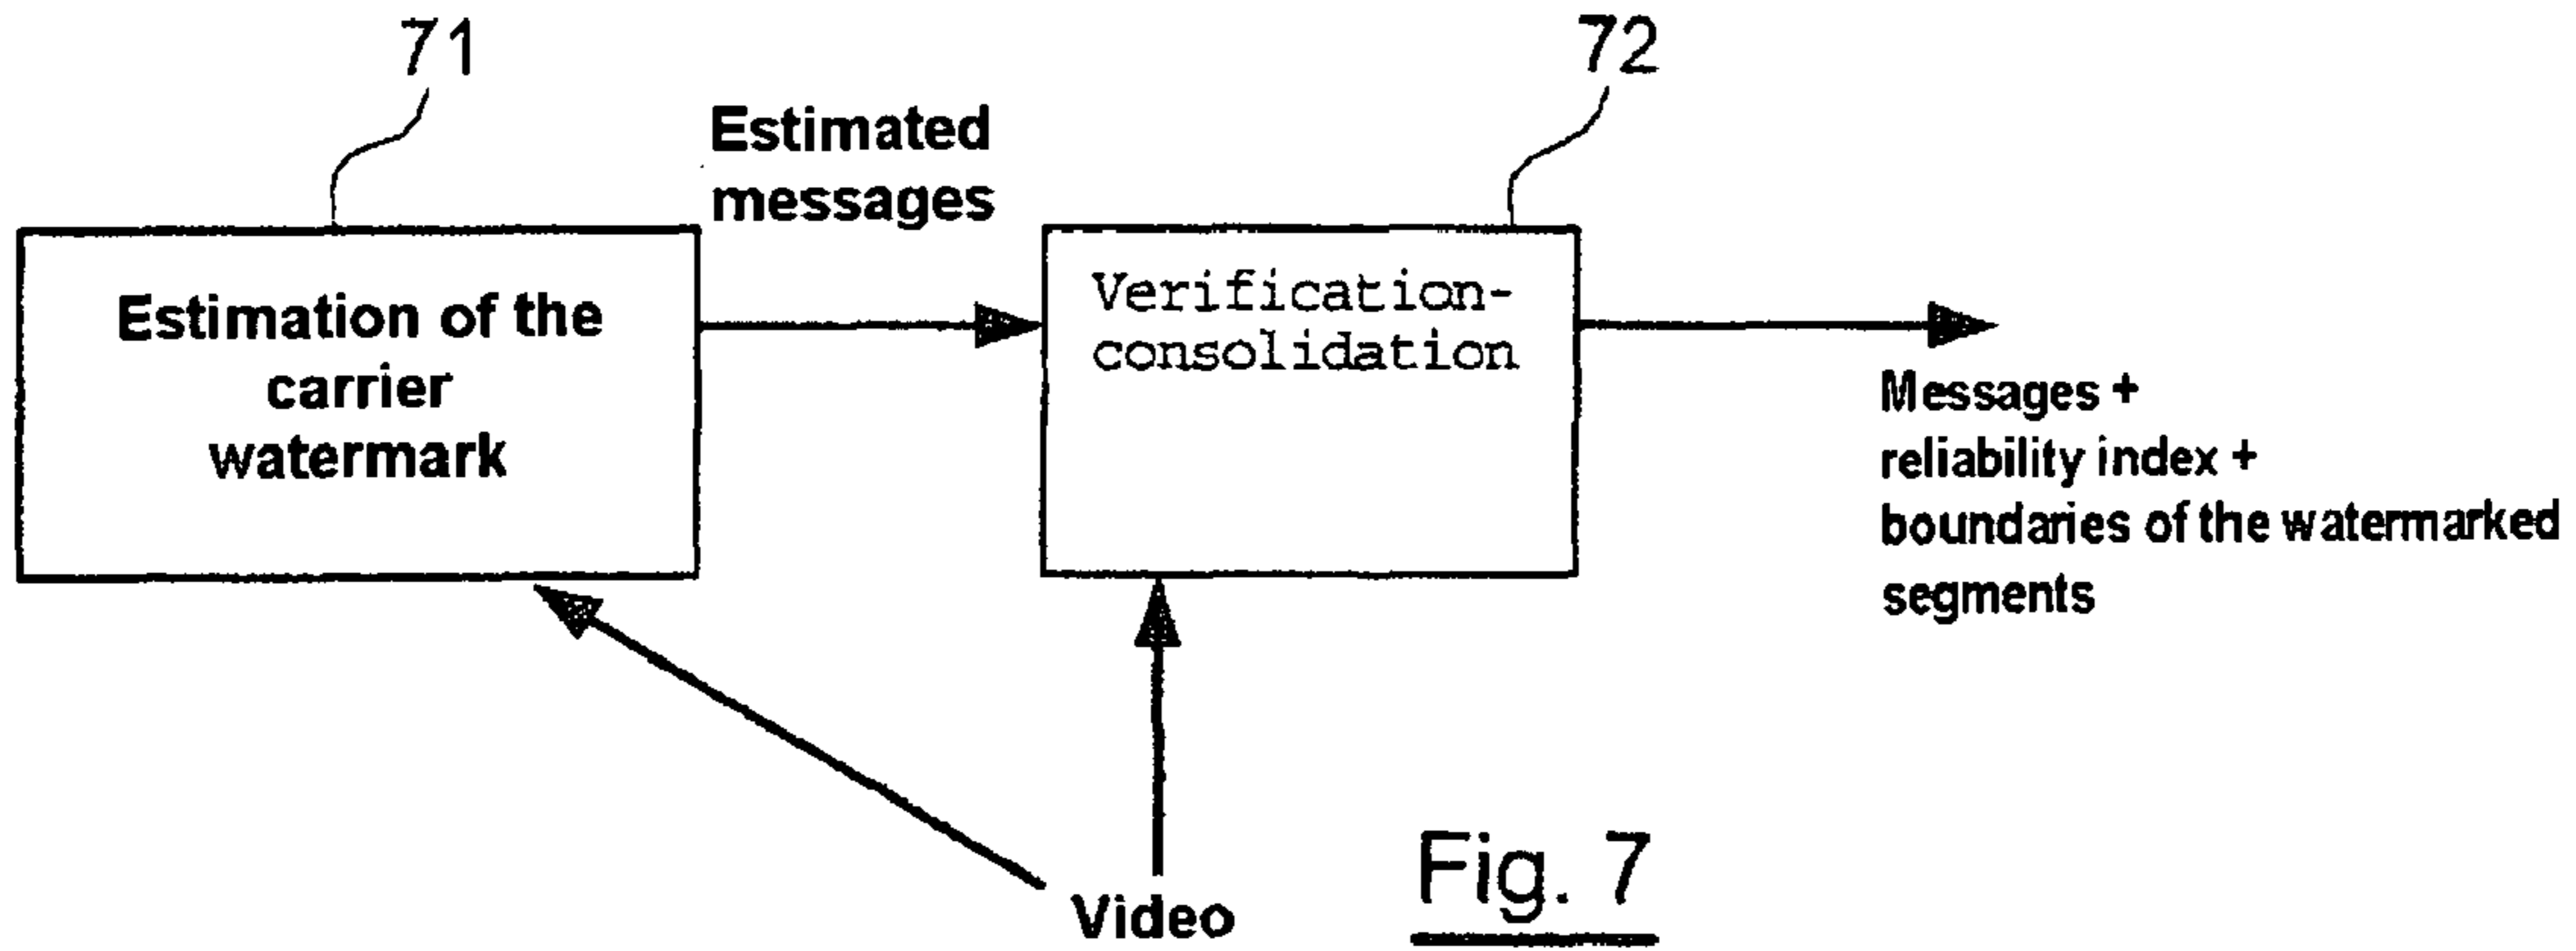 71
72
Estimated
messages
Estimation of the
carrier
watermark
Verification-
consolidation
Messages +
reliability index +
boundaries of the watermarked
segments
Video
Fig. 7